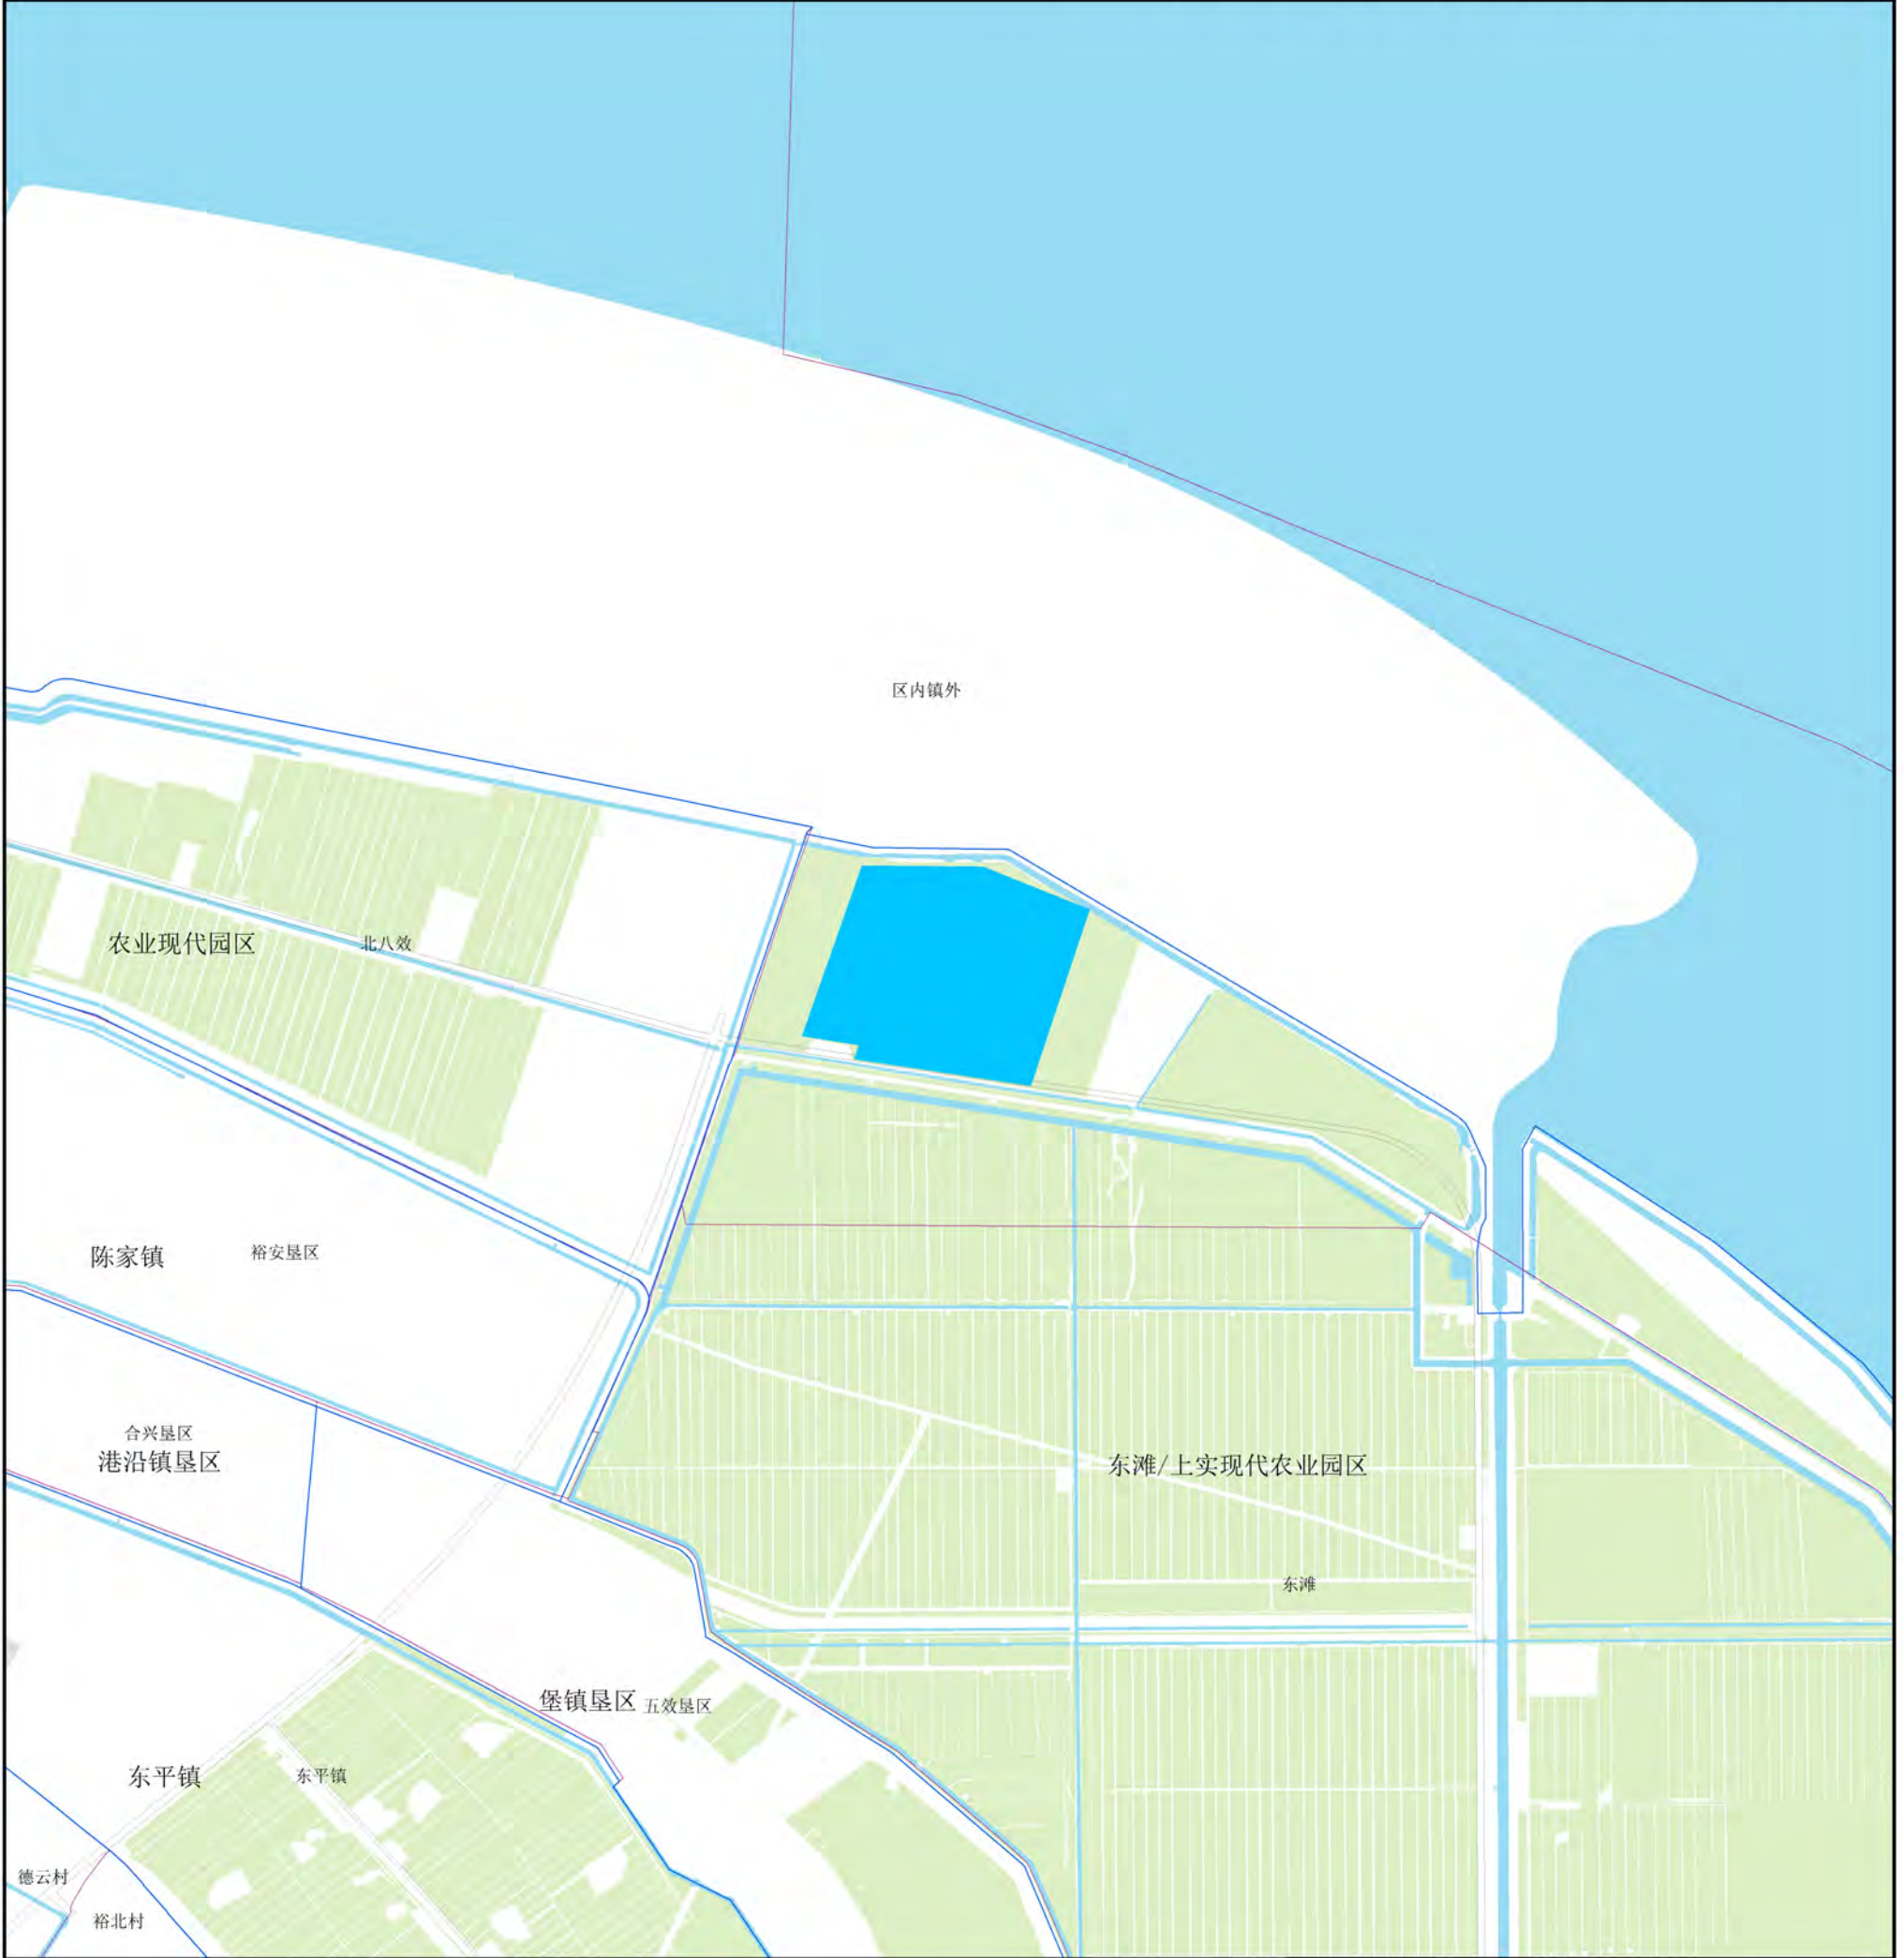 区内镇外
农业现代园区
北八效
陈家镇
裕安垦区
合兴垦区
港沿镇垦区
东滩/上实现代农业园区
东滩
堡镇垦区
五效垦区
东平镇
东平镇
德云村
裕北村